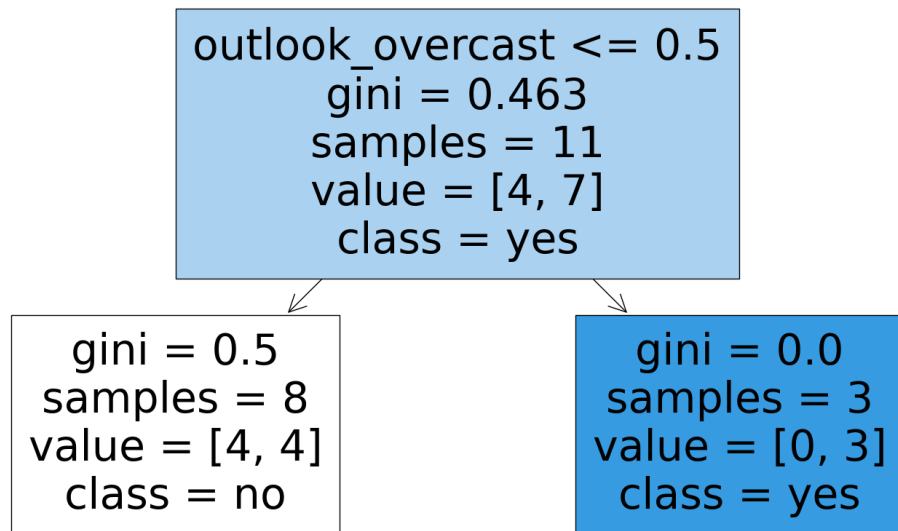 outlook_overcast <= 0.5
gini = 0.463
samples = 11
value = [4, 7]
class = yes
gini = 0.5
samples = 8
value = [4, 4]
class = no
gini = 0.0
samples = 3
value = [0, 3]
class = yes